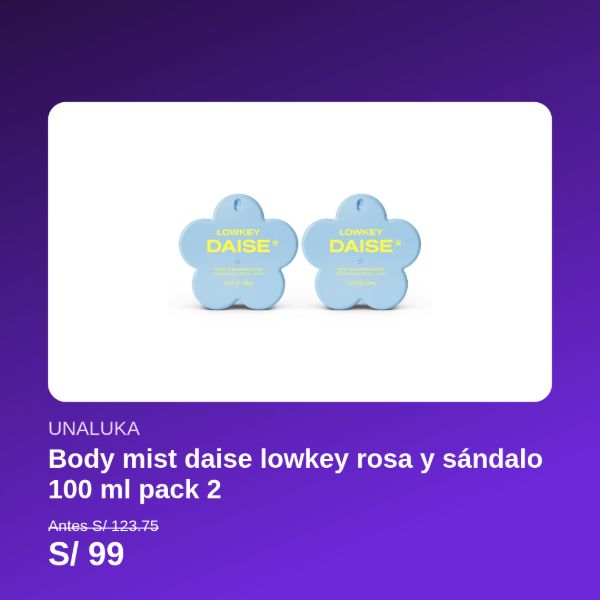 LOWKEY
DAISE*
LOWKEY
DAISE*
UNALUKA
Body mist daise lowkey rosa y sándalo
100 ml pack 2
Antes S/ 123.75
S/ 99